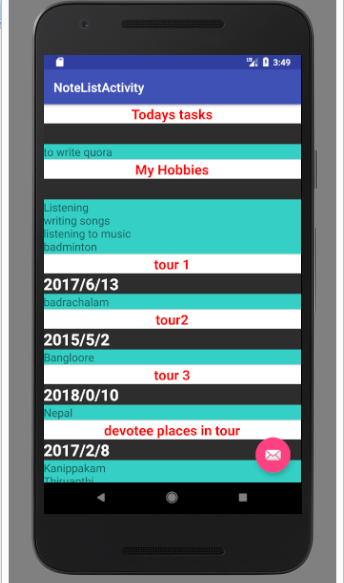 3:49
NoteListActivity
Todays tasks
to write quora
My Hobbies
Listening
writing songs
listening to music
badminton
tour 1
2017/6/13
badrachalam
tour2
2015/5/2
Bangloore
tour 3
2018/0/10
Nepal
devotee places in tour
2017/2/8
Kanippakam
Thiruanthi